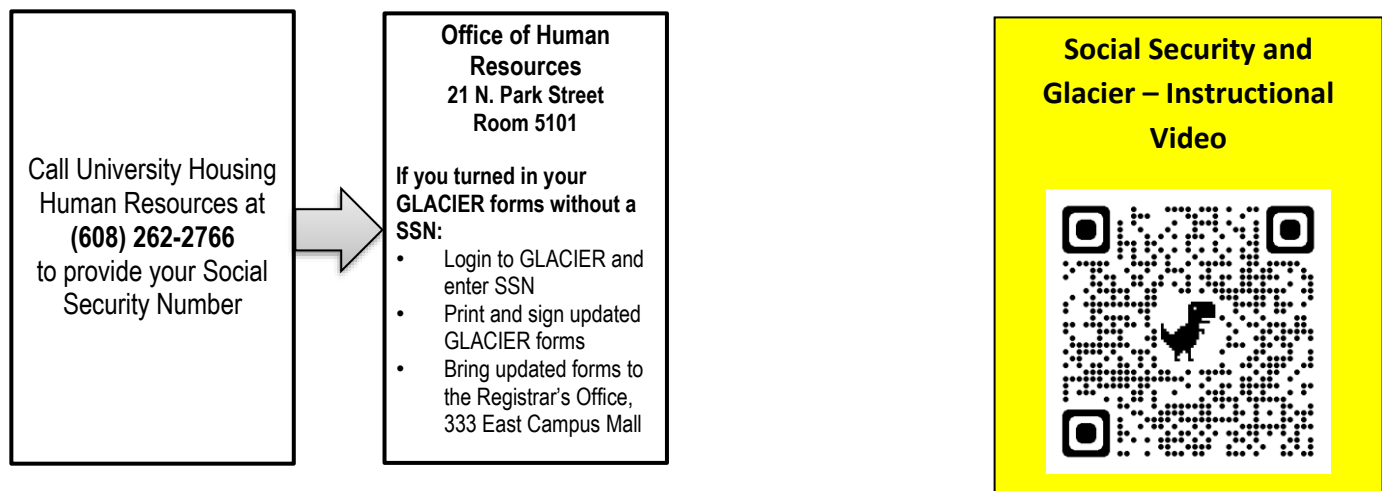 Call University Housing
Human Resources at
(608) 262-2766
to provide your Social
Security Number
Office of Human
Resources
21 N. Park Street
Room 5101
If you turned in your
GLACIER forms without a
SSN:
• Login to GLACIER and
enter SSN
• Print and sign updated
GLACIER forms
• Bring updated forms to
the Registrar’s Office,
333 East Campus Mall
Social Security and
Glacier – Instructional
Video